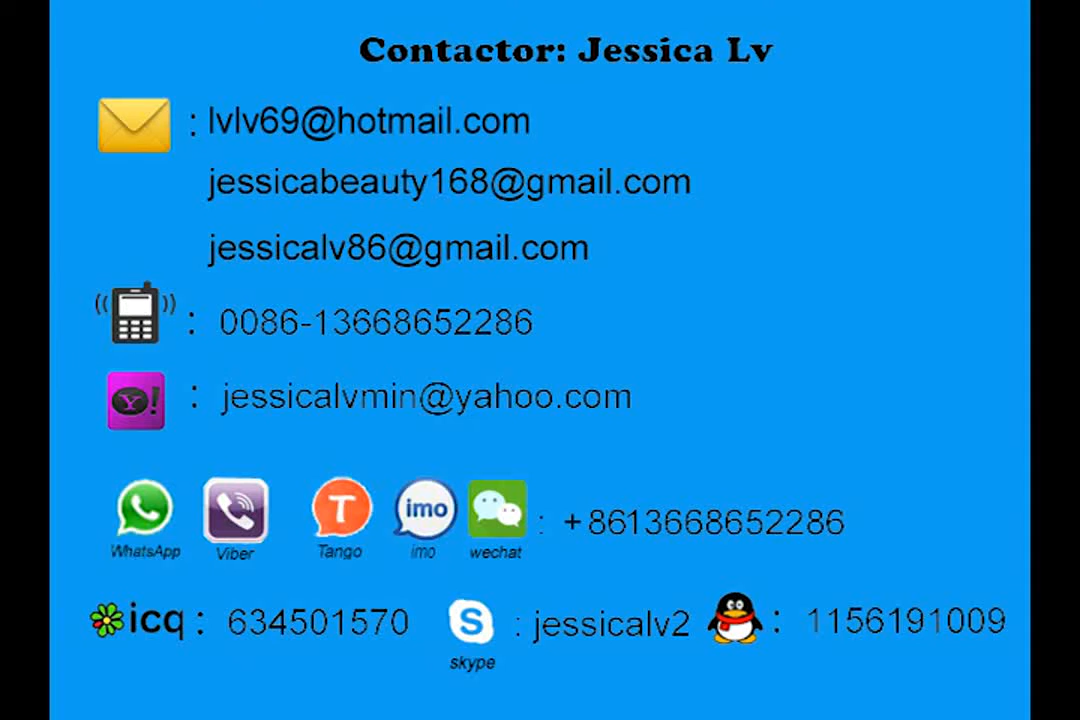 Contactor: Jessica Lv
: lvlv69@hotmail.com
jessicabeauty168@gmail.com
jessicalv86@gmail.com
: 0086-13668652286
Y! : jessicalvmin@yahoo.com
T imo : +8613668652286
WhatsApp Viber Tango imo wechat
icq : 634501570 S : jessicalv2 : 1156191009
skype